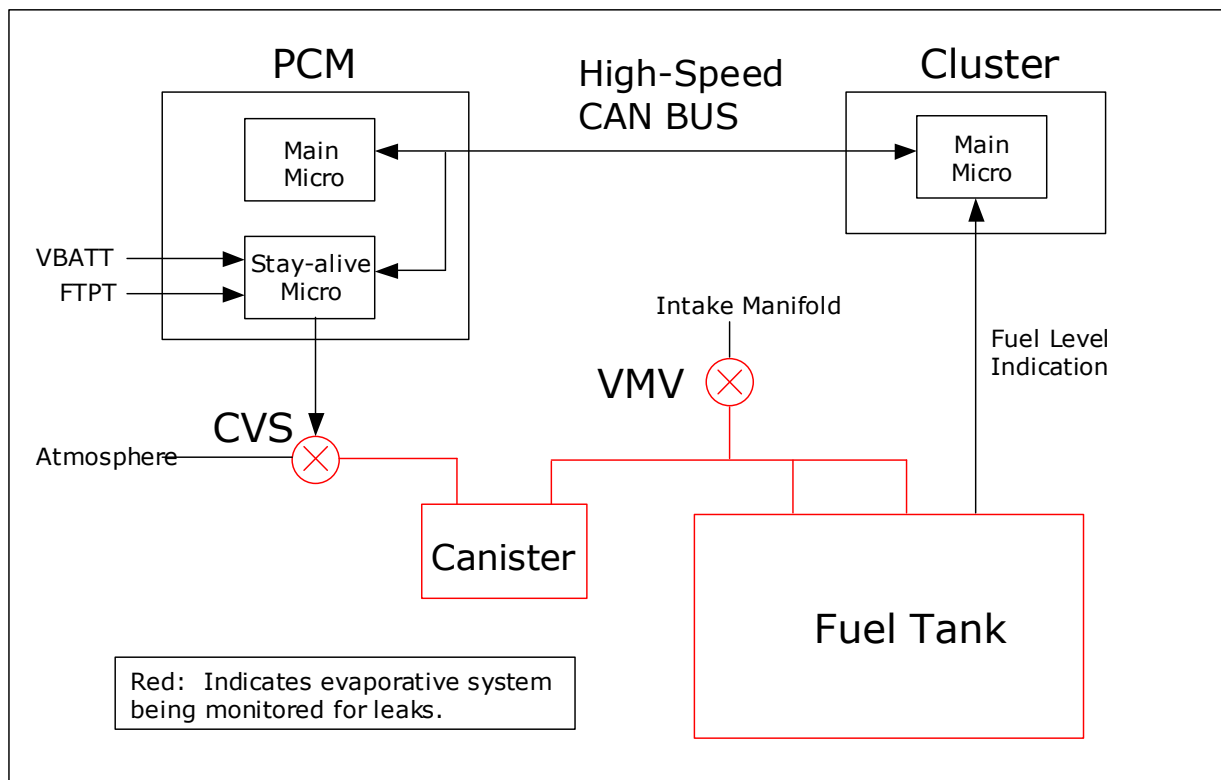 PCM
High-Speed
CAN BUS
Cluster
Main
Micro
Main
Micro
VBATT
FTPT
Stay-alive
Micro
Intake Manifold
Fuel Level
Indication
VMV
CVS
Atmosphere
Canister
Fuel Tank
Red: Indicates evaporative system
being monitored for leaks.